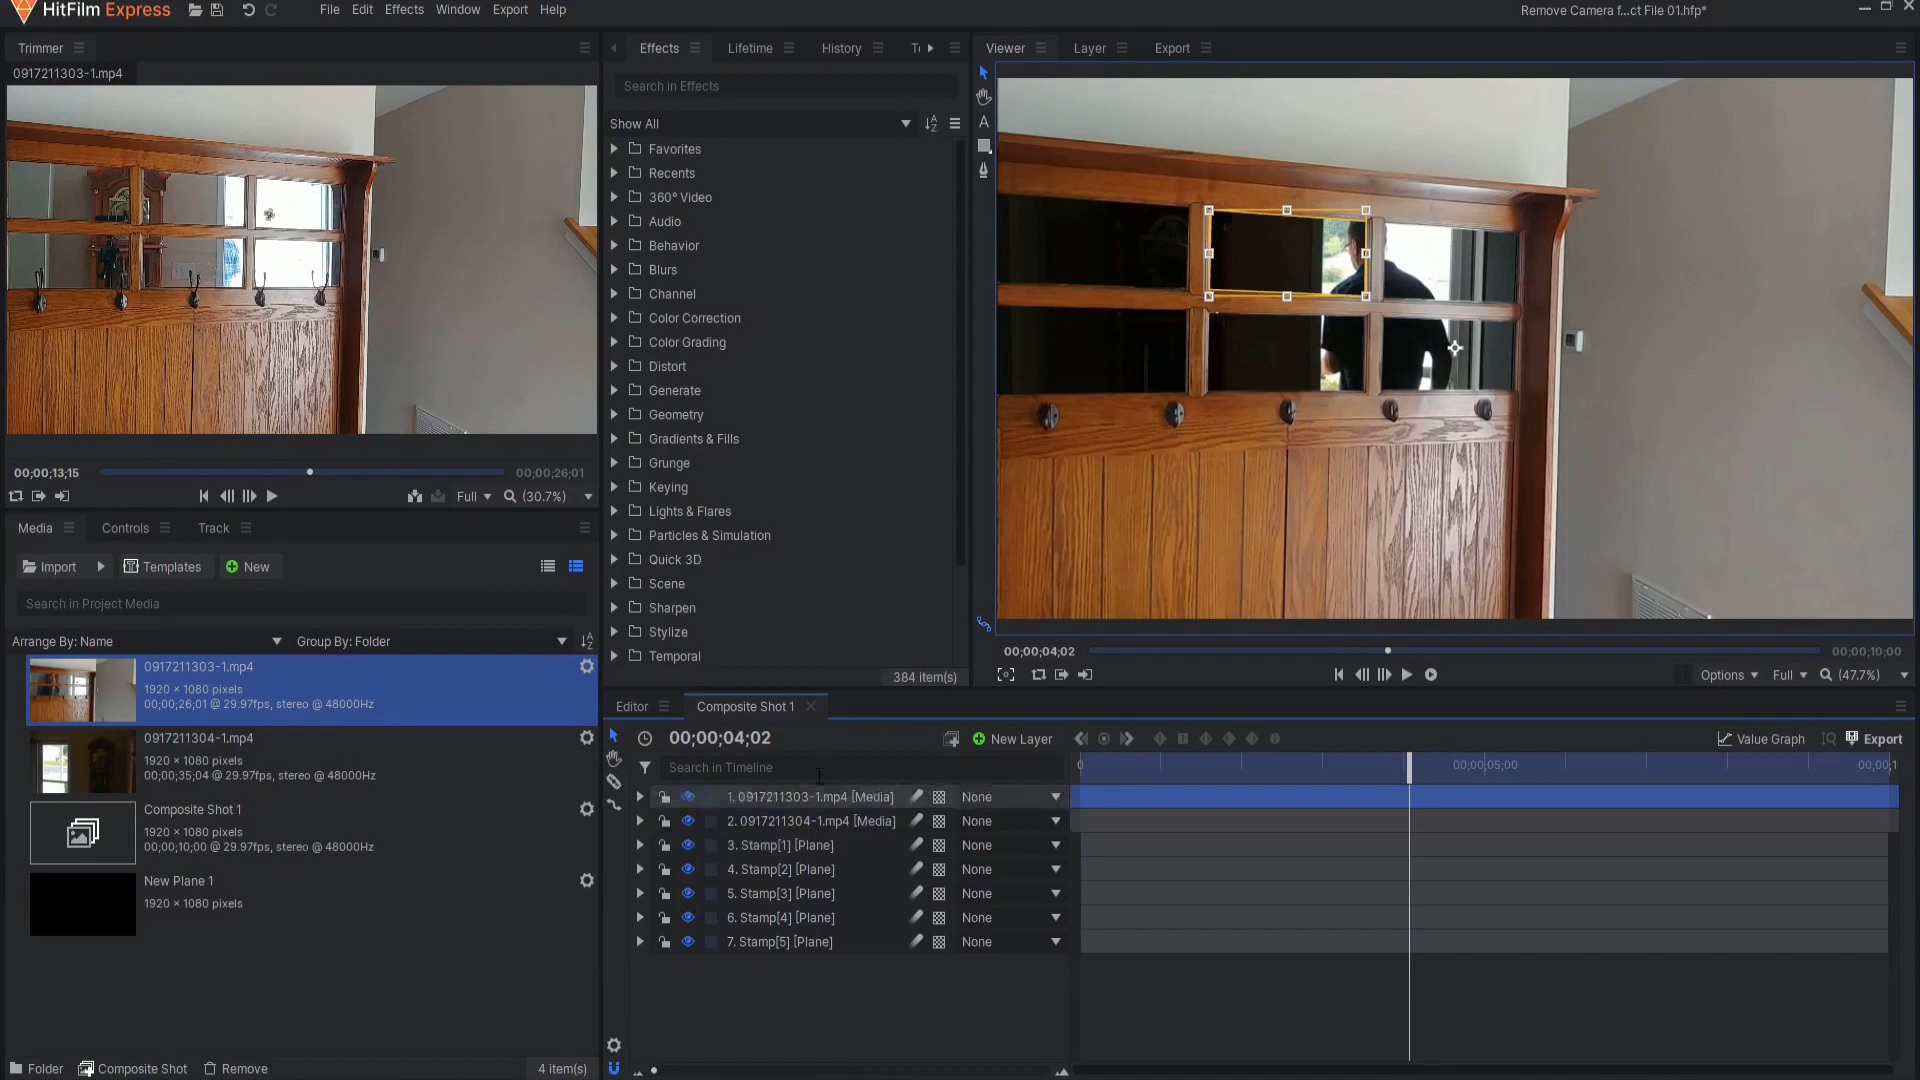 HitFilm Express
File Edit Effects Window Export Help
Remove Camera f...ct File 01.hfp*
Trimmer
0917211303-1.mp4
00;00;13;15
00;00;26;01
Full
(30.7%)
Media Controls Track
Import Templates New
Search in Project Media
Arrange By: Name
Group By: Folder
0917211303-1.mp4
1920 × 1080 pixels
00;00;26;01 @ 29.97fps, stereo @ 48000Hz
0917211304-1.mp4
1920 × 1080 pixels
00;00;35;04 @ 29.97fps, stereo @ 48000Hz
Composite Shot 1
1920 × 1080 pixels
00;00;10;00 @ 29.97fps, stereo @ 48000Hz
New Plane 1
1920 × 1080 pixels
Folder Composite Shot Remove 4 item(s)
Effects Lifetime History
Search in Effects
Show All
Favorites
Recents
360° Video
Audio
Behavior
Blurs
Channel
Color Correction
Color Grading
Distort
Generate
Geometry
Gradients & Fills
Grunge
Keying
Lights & Flares
Particles & Simulation
Quick 3D
Scene
Sharpen
Stylize
Temporal
384 item(s)
Viewer Layer Export
A
00;00;04;02
00;00;10;00
Options Full (47.7%)
Editor Composite Shot 1
00;00;04;02
New Layer
Value Graph Export
Search in Timeline
0 00;00;05;00 00;00;1
1. 0917211303-1.mp4 [Media] None
2. 0917211304-1.mp4 [Media] None
3. Stamp[1] [Plane] None
4. Stamp[2] [Plane] None
5. Stamp[3] [Plane] None
6. Stamp[4] [Plane] None
7. Stamp[5] [Plane] None